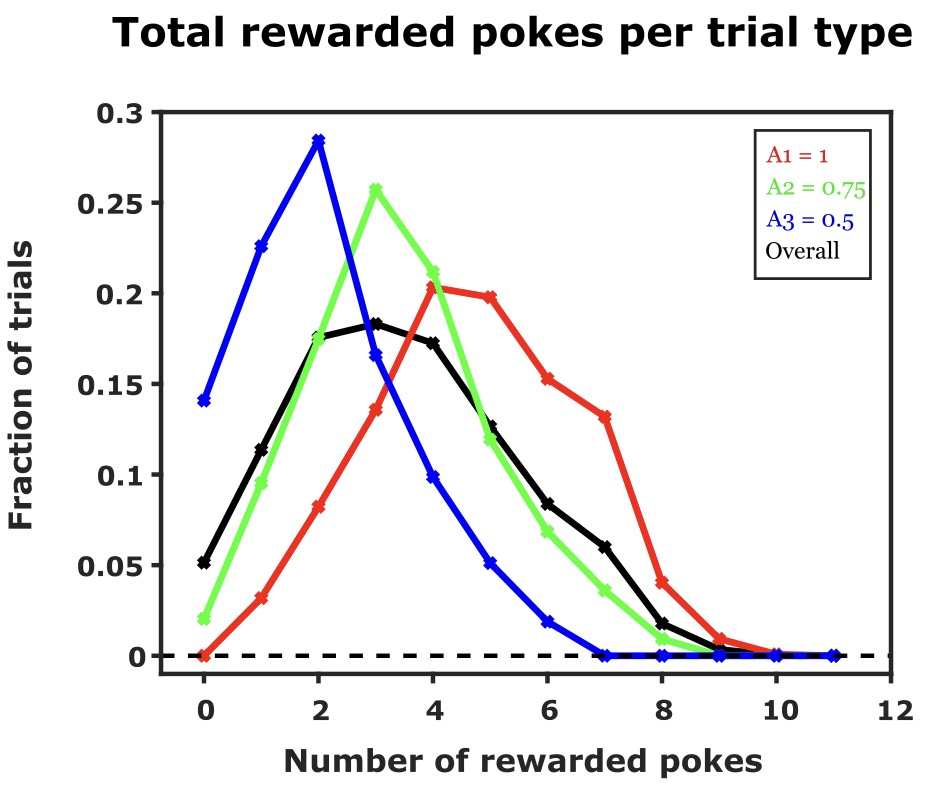 Total rewarded pokes per trial type
0.3
0.25
0.2
0.15
0.1
0.05
0
Fraction of trials
A1 = 1
A2 = 0.75
A3 = 0.5
Overall
0 2 4 6 8 10 12
Number of rewarded pokes